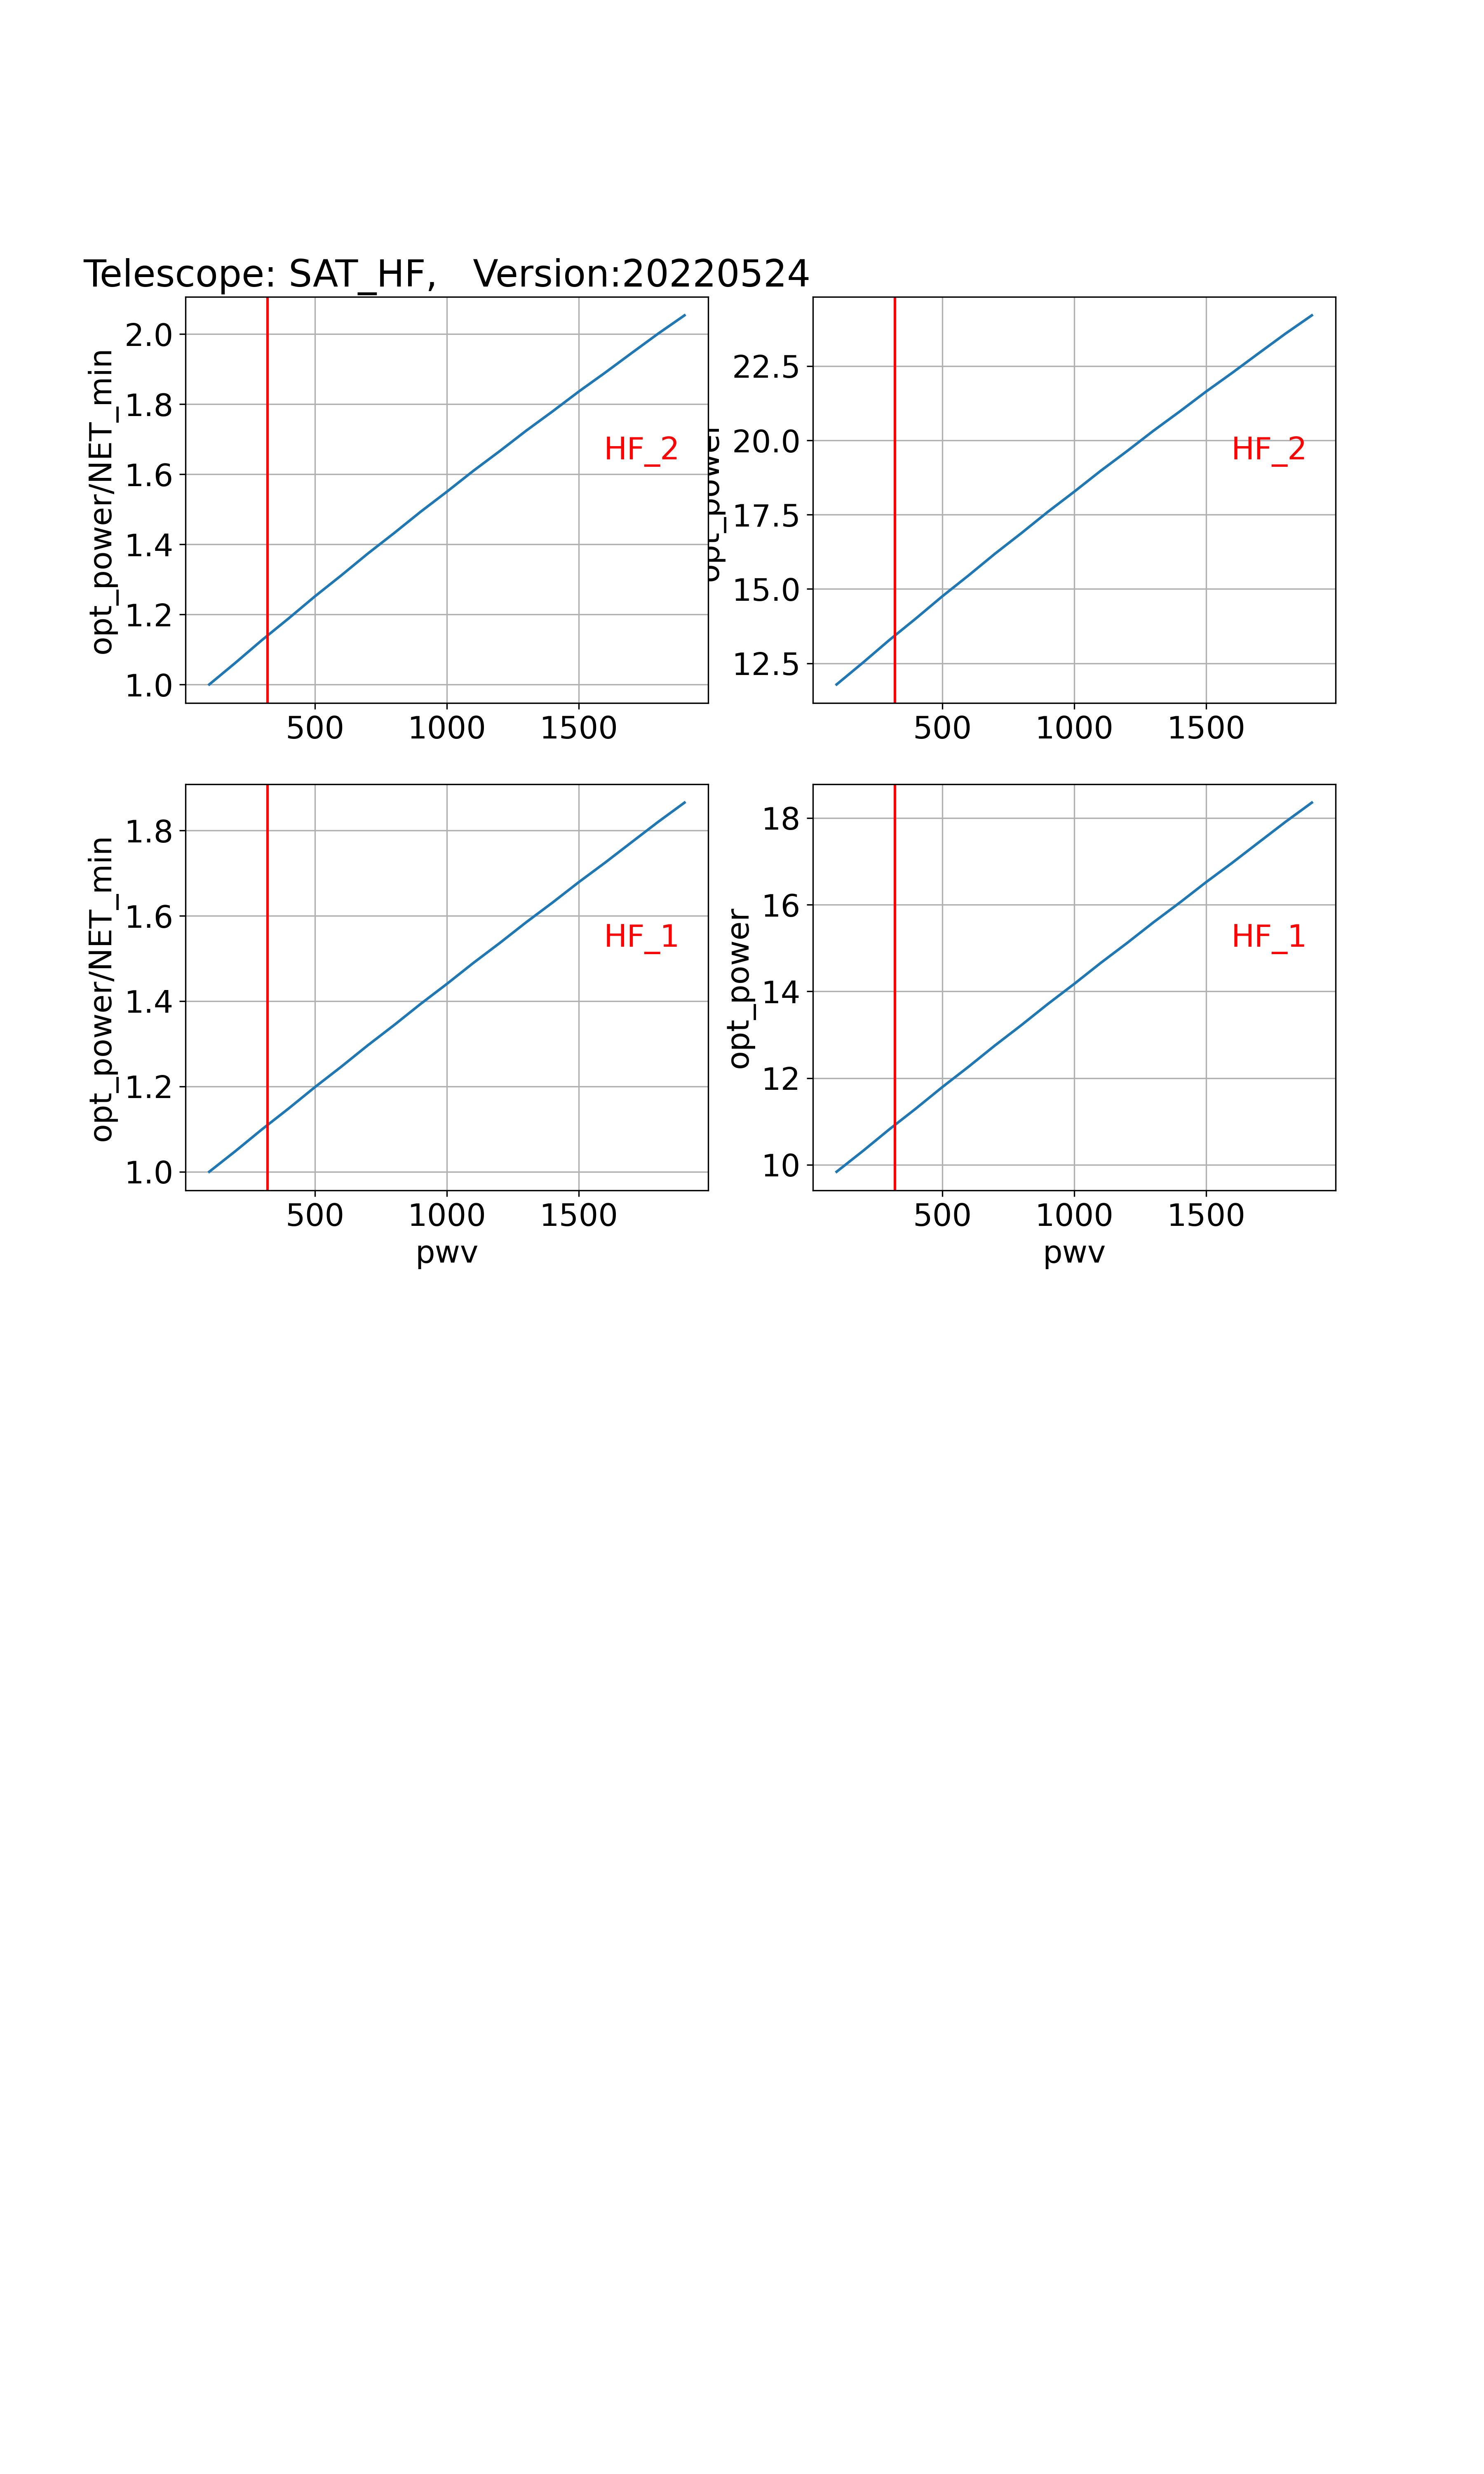 Telescope: SAT_HF,   Version:20220524
opt_power/NET_min
2.0
1.8
1.6
1.4
1.2
1.0
HF_2
500 1000 1500
opt_power
22.5
20.0
17.5
15.0
12.5
HF_2
500 1000 1500
opt_power/NET_min
1.8
1.6
1.4
1.2
1.0
HF_1
500 1000 1500
pwv
opt_power
18
16
14
12
10
HF_1
500 1000 1500
pwv